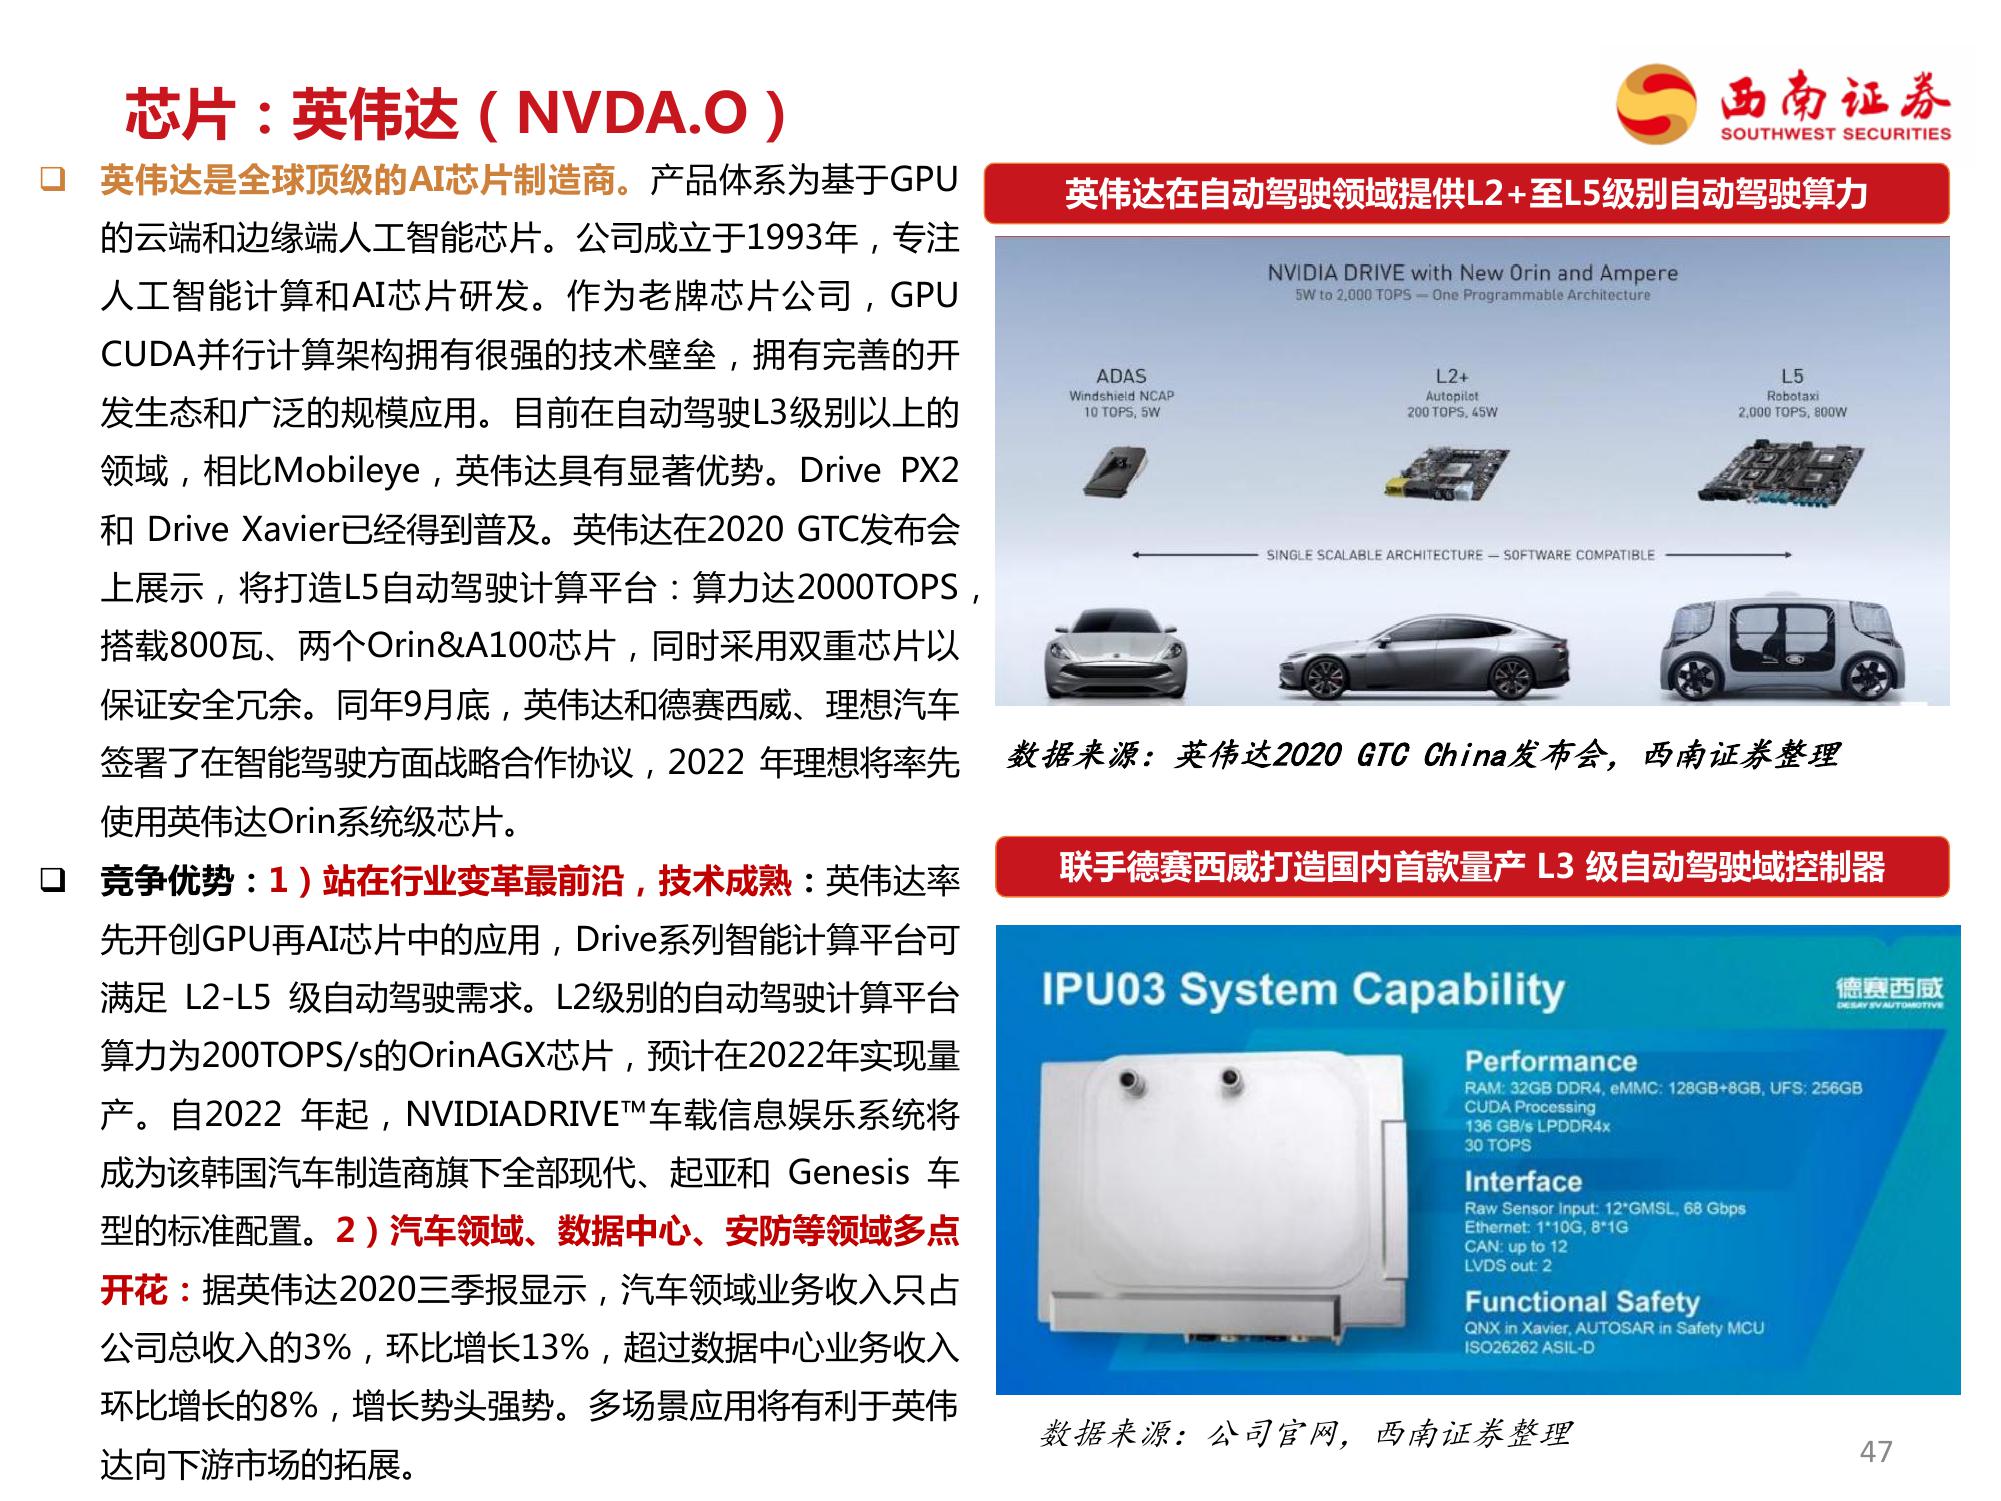 芯片：英伟达（NVDA.O）
西南证券
SOUTHWEST SECURITIES
❑ 英伟达是全球顶级的AI芯片制造商。产品体系为基于GPU
的云端和边缘端人工智能芯片。公司成立于1993年，专注
人工智能计算和AI芯片研发。作为老牌芯片公司，GPU
CUDA并行计算架构拥有很强的技术壁垒，拥有完善的开
发生态和广泛的规模应用。目前在自动驾驶L3级别以上的
领域，相比Mobileye，英伟达具有显著优势。Drive PX2
和 Drive Xavier已经得到普及。英伟达在2020 GTC发布会
上展示，将打造L5自动驾驶计算平台：算力达2000TOPS，
搭载800瓦、两个Orin&A100芯片，同时采用双重芯片以
保证安全冗余。同年9月底，英伟达和德赛西威、理想汽车
签署了在智能驾驶方面战略合作协议，2022 年理想将率先
使用英伟达Orin系统级芯片。
❑ 竞争优势：1）站在行业变革最前沿，技术成熟：英伟达率
先开创GPU再AI芯片中的应用，Drive系列智能计算平台可
满足 L2-L5 级自动驾驶需求。L2级别的自动驾驶计算平台
算力为200TOPS/s的OrinAGX芯片，预计在2022年实现量
产。自2022 年起，NVIDIADRIVE™车载信息娱乐系统将
成为该韩国汽车制造商旗下全部现代、起亚和 Genesis 车
型的标准配置。2）汽车领域、数据中心、安防等领域多点
开花：据英伟达2020三季报显示，汽车领域业务收入只占
公司总收入的3%，环比增长13%，超过数据中心业务收入
环比增长的8%，增长势头强势。多场景应用将有利于英伟
达向下游市场的拓展。
英伟达在自动驾驶领域提供L2+至L5级别自动驾驶算力
NVIDIA DRIVE with New Orin and Ampere
5W to 2,000 TOPS — One Programmable Architecture
ADAS
Windshield NCAP
10 TOPS, 5W
L2+
Autopilot
200 TOPS, 45W
L5
Robotaxi
2,000 TOPS, 800W
SINGLE SCALABLE ARCHITECTURE — SOFTWARE COMPATIBLE
数据来源：英伟达2020 GTC China发布会，西南证券整理
联手德赛西威打造国内首款量产 L3 级自动驾驶域控制器
IPU03 System Capability
德赛西威
DESAY SV AUTOMOTIVE
Performance
RAM: 32GB DDR4, eMMC: 128GB+8GB, UFS: 256GB
CUDA Processing
136 GB/s LPDDR4x
30 TOPS
Interface
Raw Sensor Input: 12*GMSL, 68 Gbps
Ethernet: 1*10G, 8*1G
CAN: up to 12
LVDS out: 2
Functional Safety
QNX in Xavier, AUTOSAR in Safety MCU
ISO26262 ASIL-D
数据来源：公司官网，西南证券整理
47